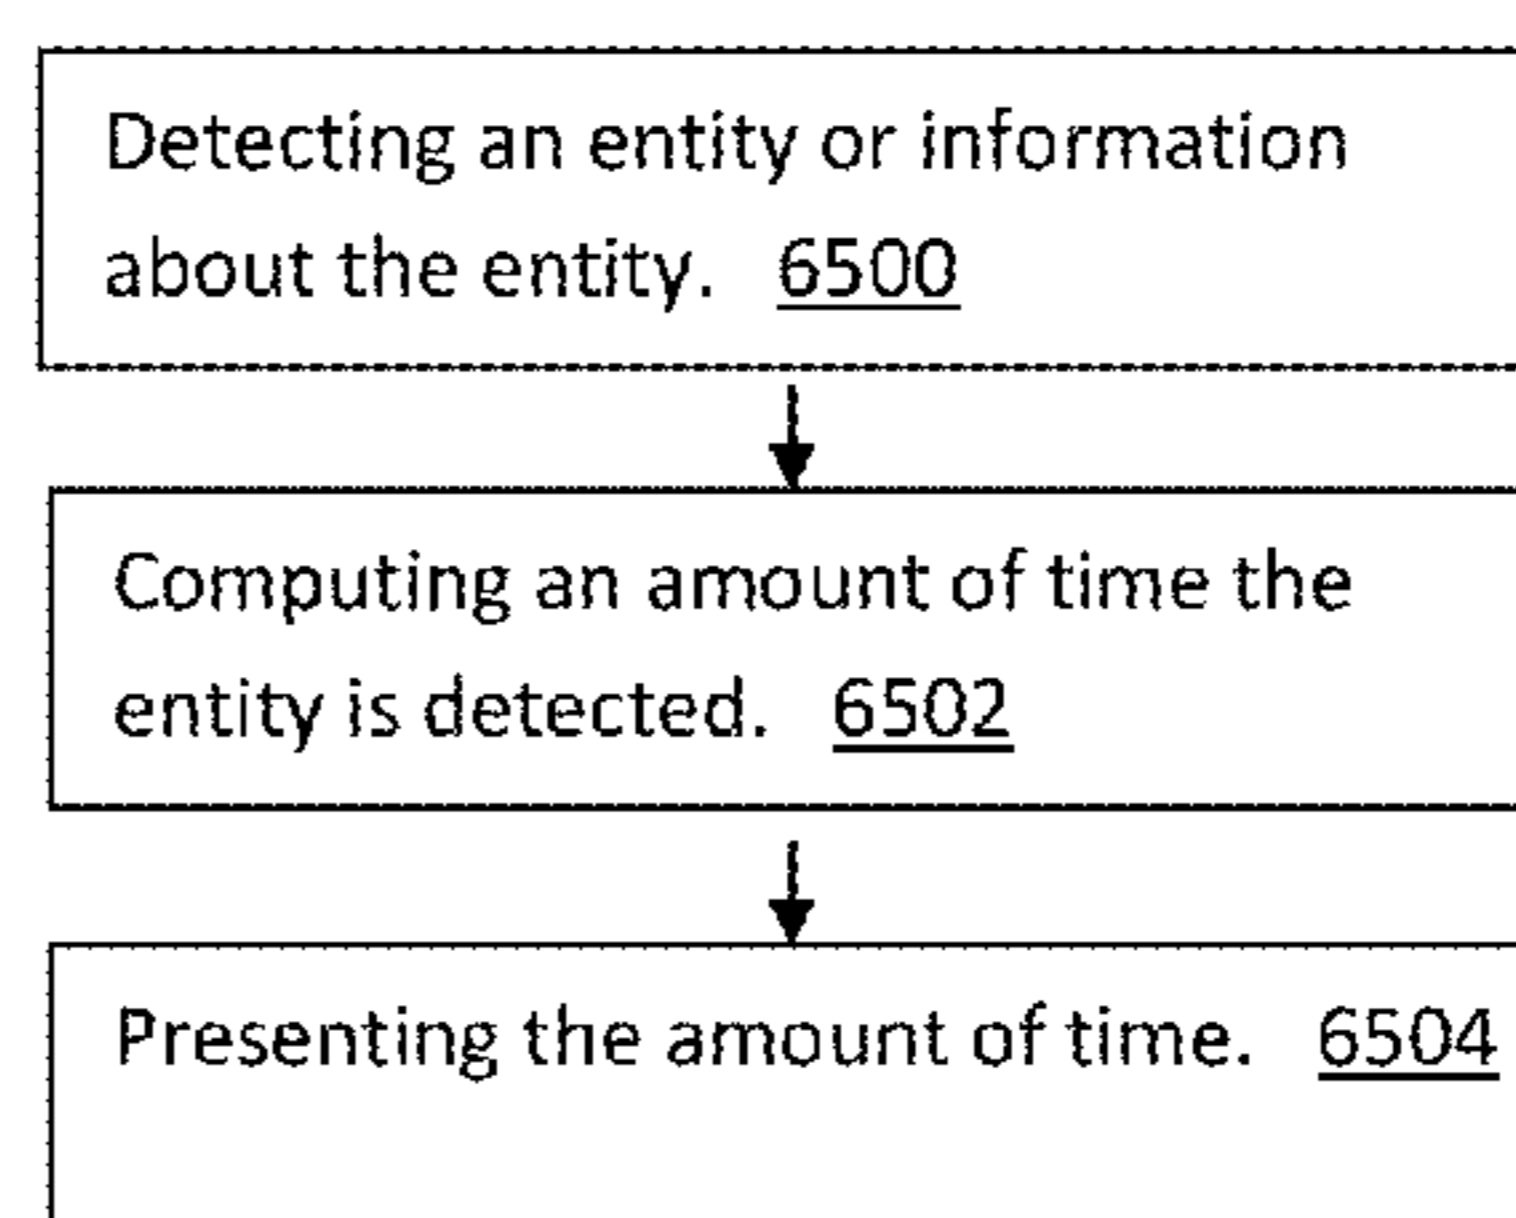 Detecting an entity or information
about the entity. 6500
Computing an amount of time the
entity is detected. 6502
Presenting the amount of time. 6504